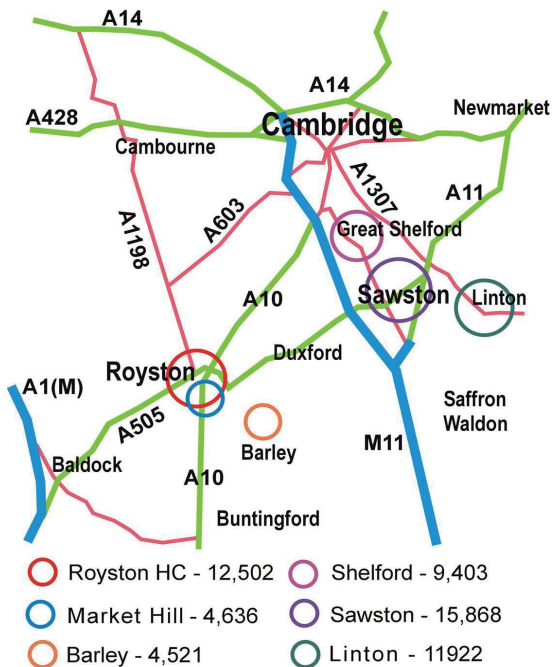 A14
A14
A428
Cambridge
Newmarket
Cambourne
A1307
A11
A1198
A603
Great Shelford
A10
Sawston
Linton
Royston
Duxford
A1(M)
A505
Saffron
Waldon
Barley
M11
Baldock
A10
Buntingford
Royston HC - 12,502
Shelford - 9,403
Market Hill - 4,636
Sawston - 15,868
Barley - 4,521
Linton - 11922